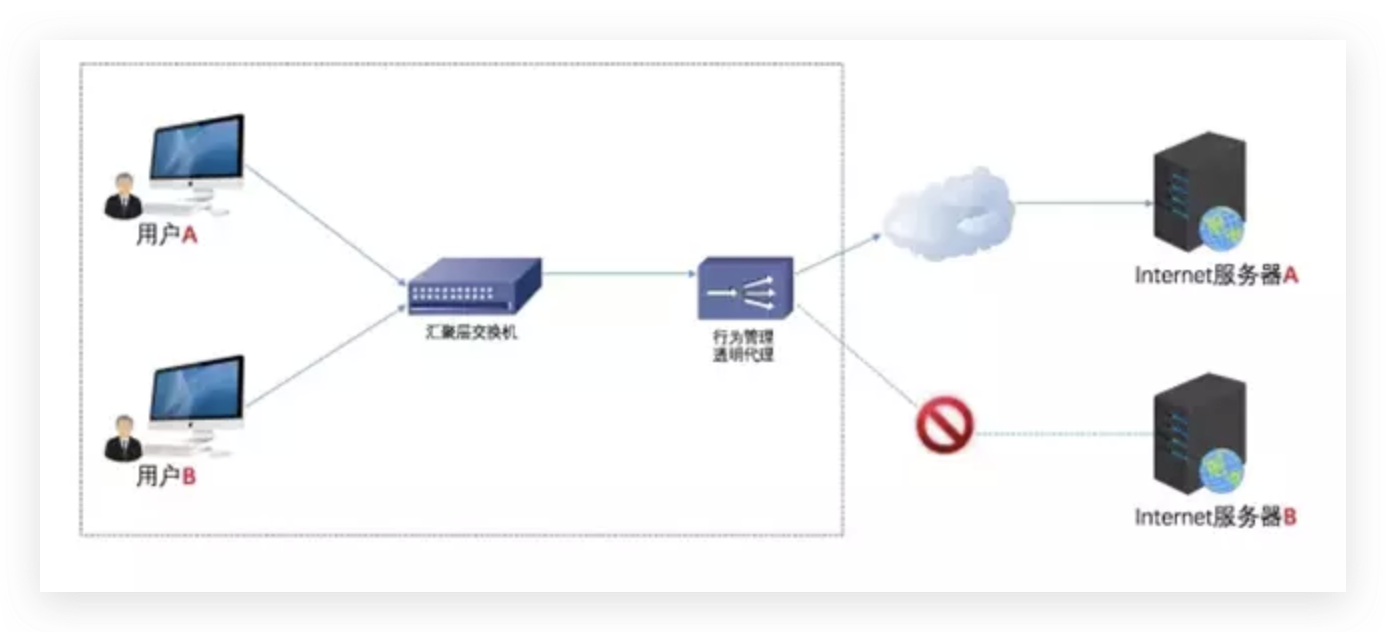 用户A
Internet服务器A
汇聚层交换机
行为管理
透明代理
用户B
Internet服务器B